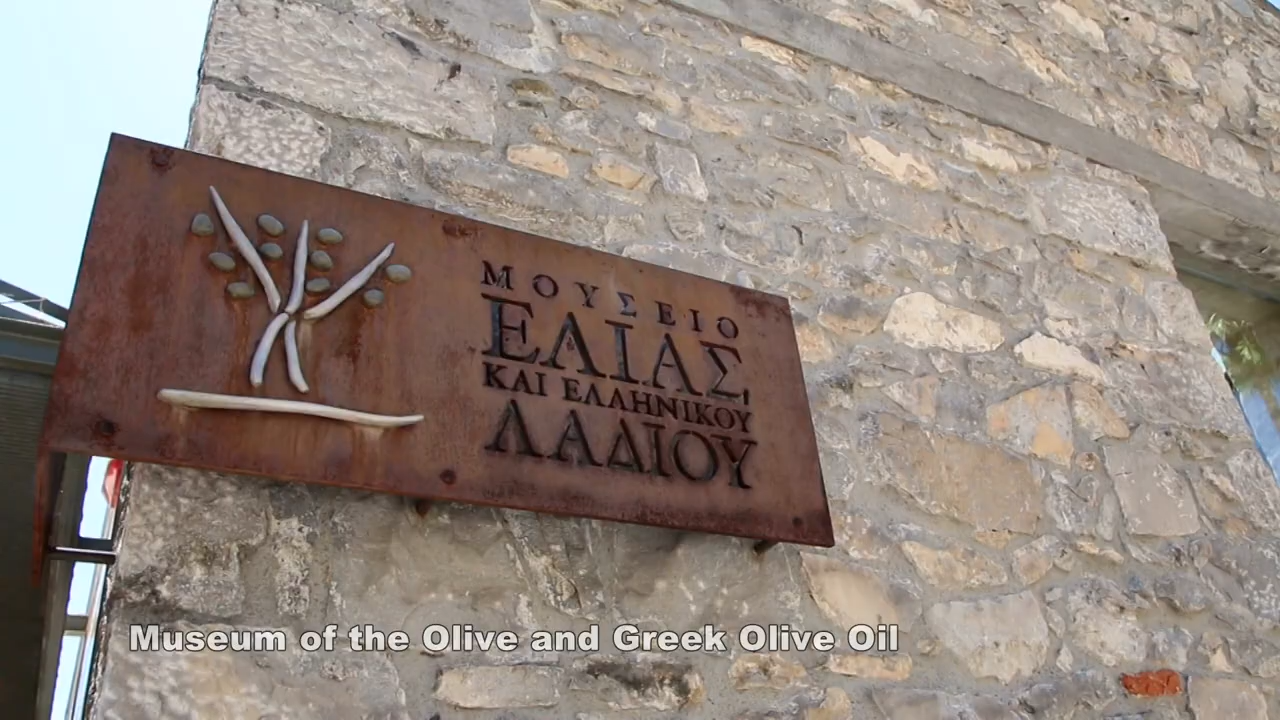 ΜΟΥΣΕΙΟ
ΕΛΙΑΣ
ΚΑΙ ΕΛΛΗΝΙΚΟΥ
ΛΑΔΙΟΥ
Museum of the Olive and Greek Olive Oil